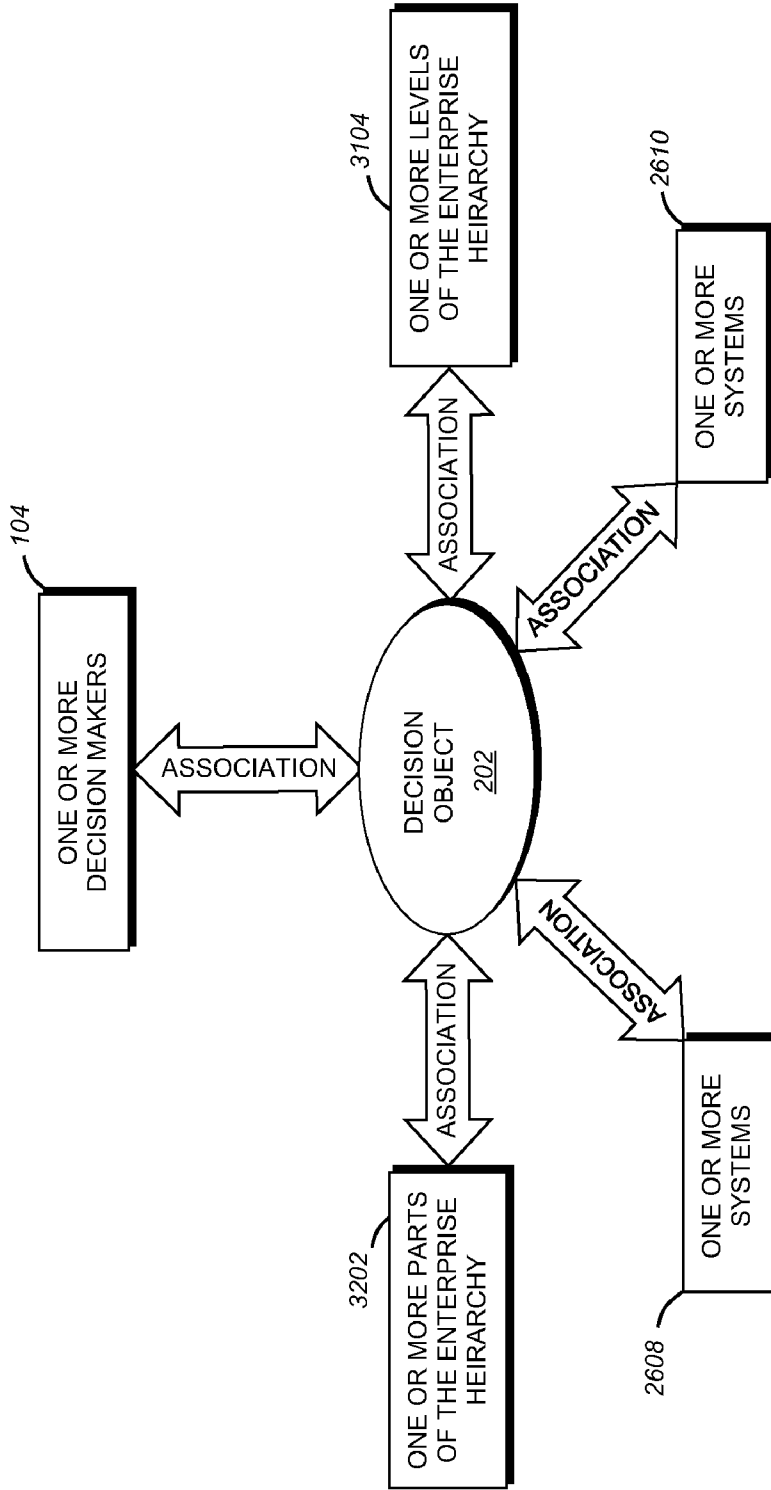 104
ONE OR MORE
DECISION MAKERS
ASSOCIATION
3202
ONE OR MORE PARTS
OF THE ENTERPRISE
HEIRARCHY
ASSOCIATION
DECISION
OBJECT
202
ASSOCIATION
3104
ONE OR MORE LEVELS
OF THE ENTERPRISE
HEIRARCHY
ASSOCIATION
ASSOCIATION
2608
ONE OR MORE
SYSTEMS
2610
ONE OR MORE
SYSTEMS